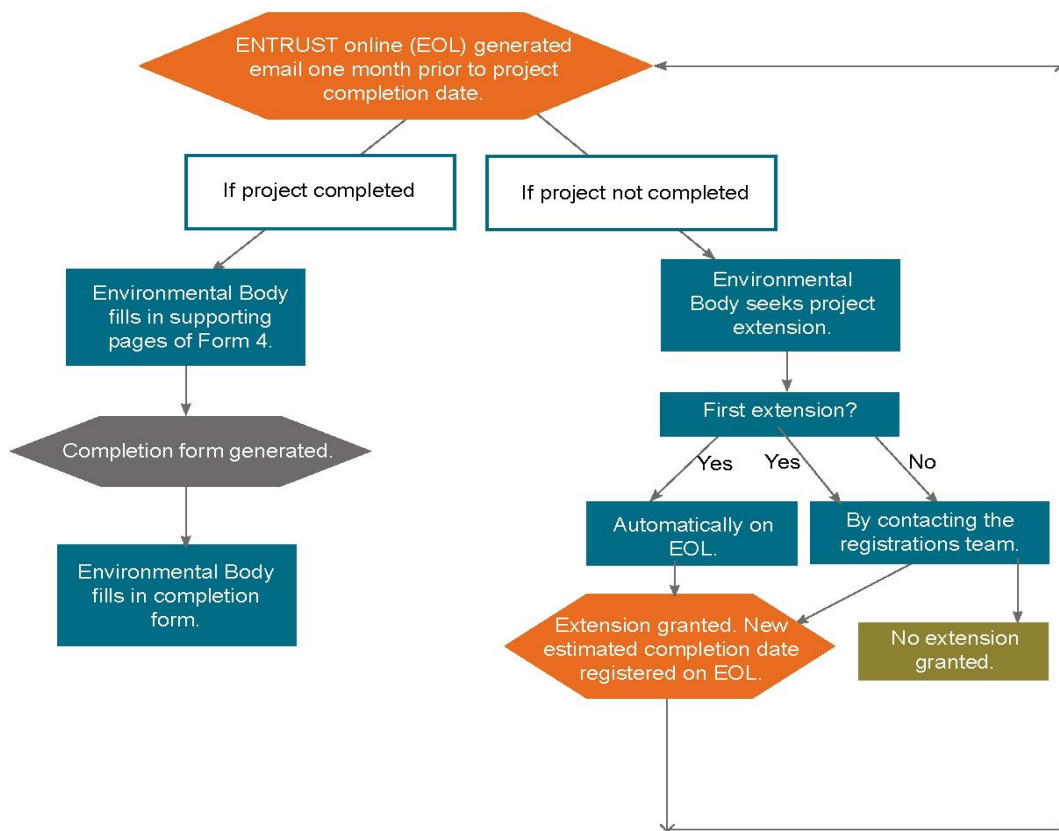 ENTRUST online (EOL) generated
email one month prior to project
completion date.
If project completed
If project not completed
Environmental Body
fills in supporting
pages of Form 4.
Environmental
Body seeks project
extension.
First extension?
Completion form generated.
Yes
Yes
No
Automatically on
EOL.
By contacting the
registrations team.
Environmental Body
fills in completion
form.
Extension granted. New
estimated completion date
registered on EOL.
No extension
granted.